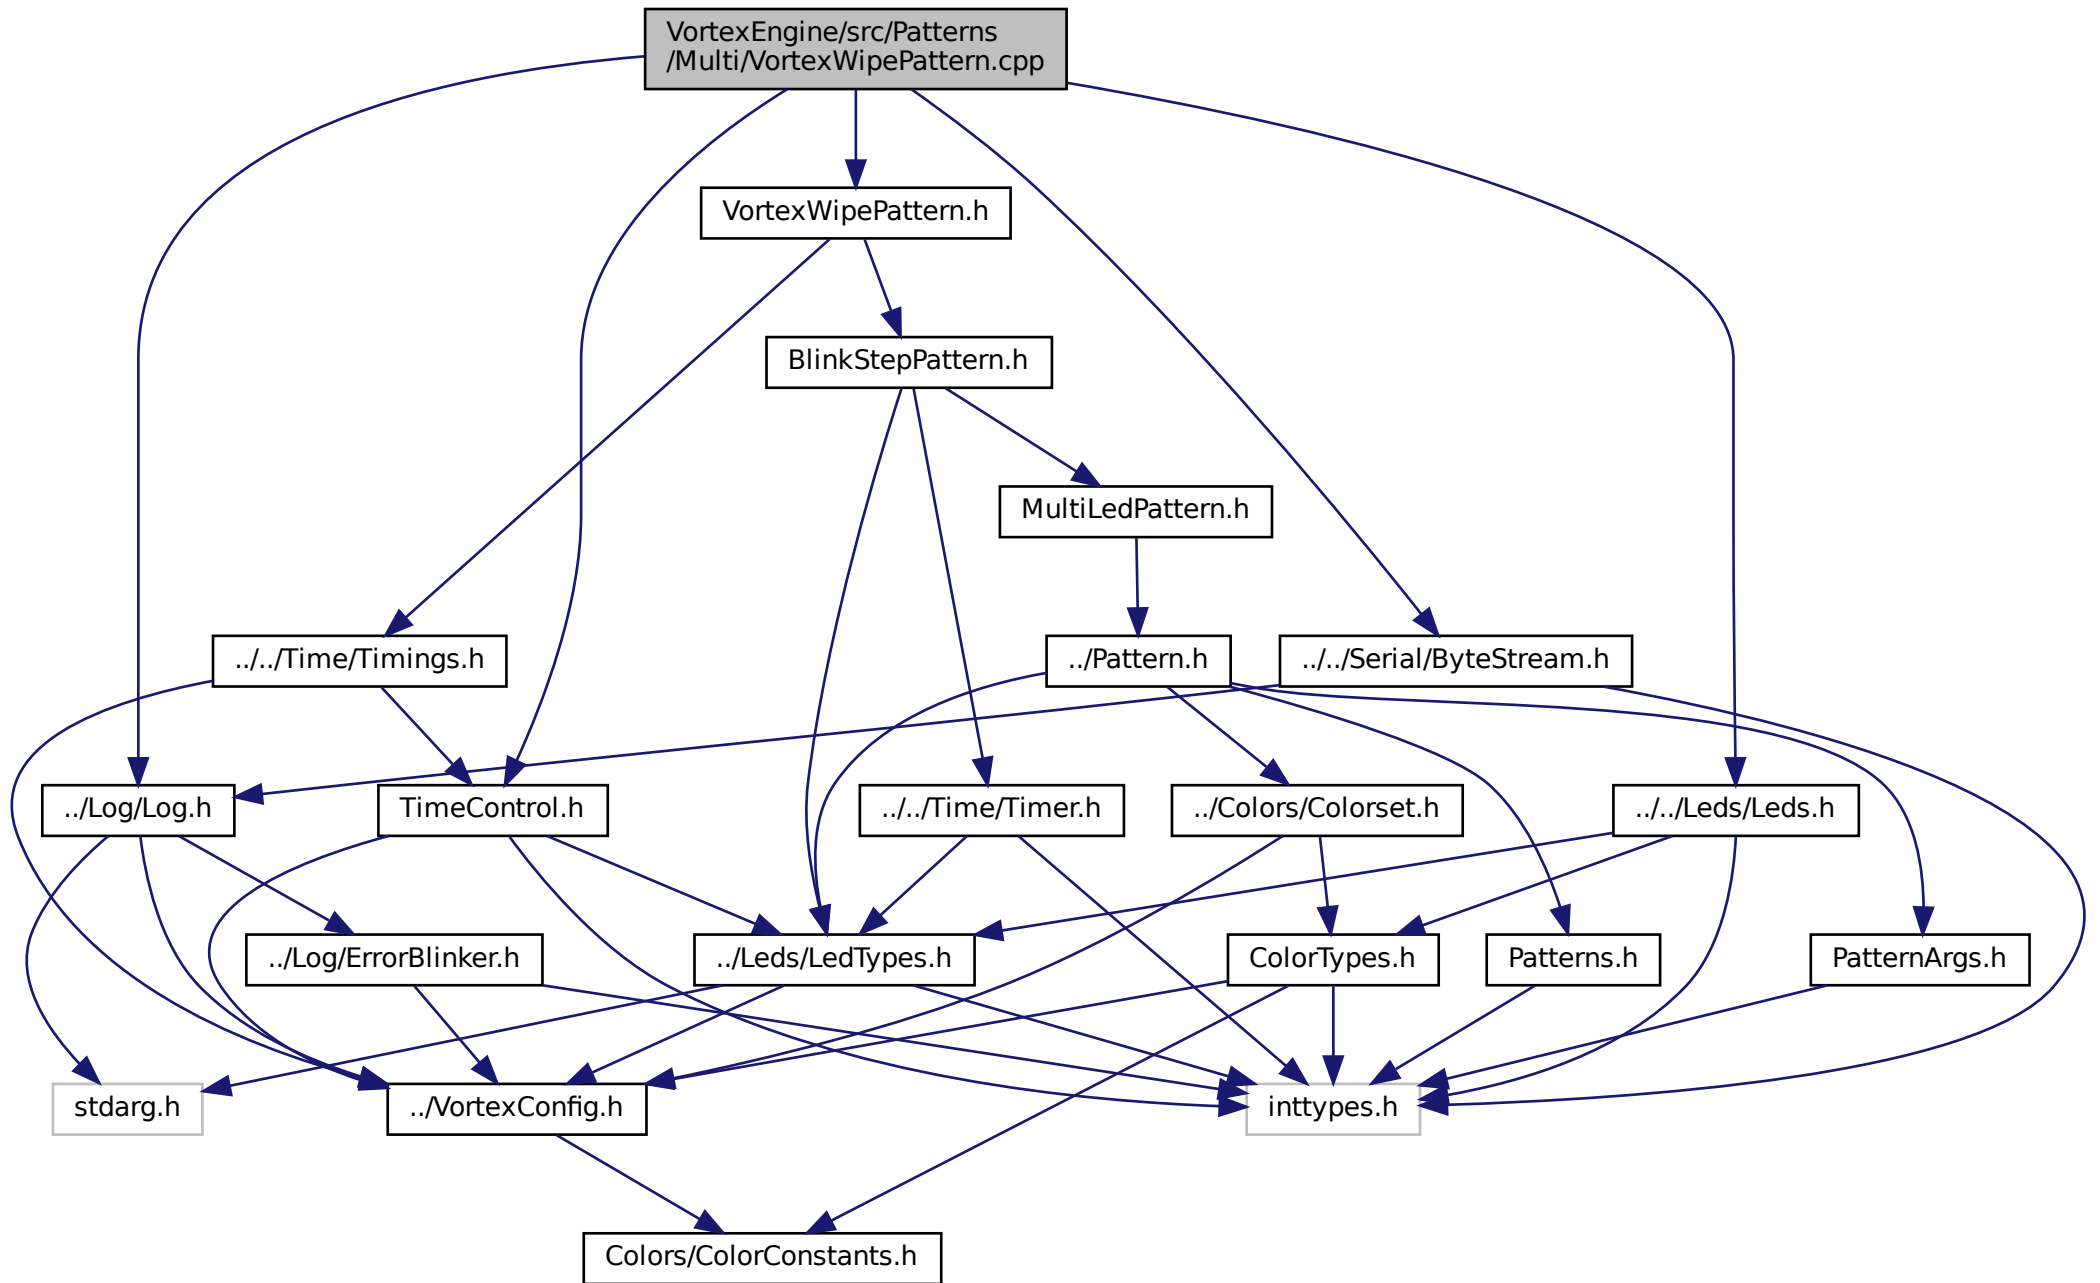 VortexEngine/src/Patterns
/Multi/VortexWipePattern.cpp
VortexWipePattern.h
BlinkStepPattern.h
MultiLedPattern.h
../../Time/Timings.h
../Pattern.h
../../Serial/ByteStream.h
../Log/Log.h
TimeControl.h
../../Time/Timer.h
../Colors/Colorset.h
../../Leds/Leds.h
../Log/ErrorBlinker.h
../Leds/LedTypes.h
ColorTypes.h
Patterns.h
PatternArgs.h
stdarg.h
../VortexConfig.h
inttypes.h
Colors/ColorConstants.h